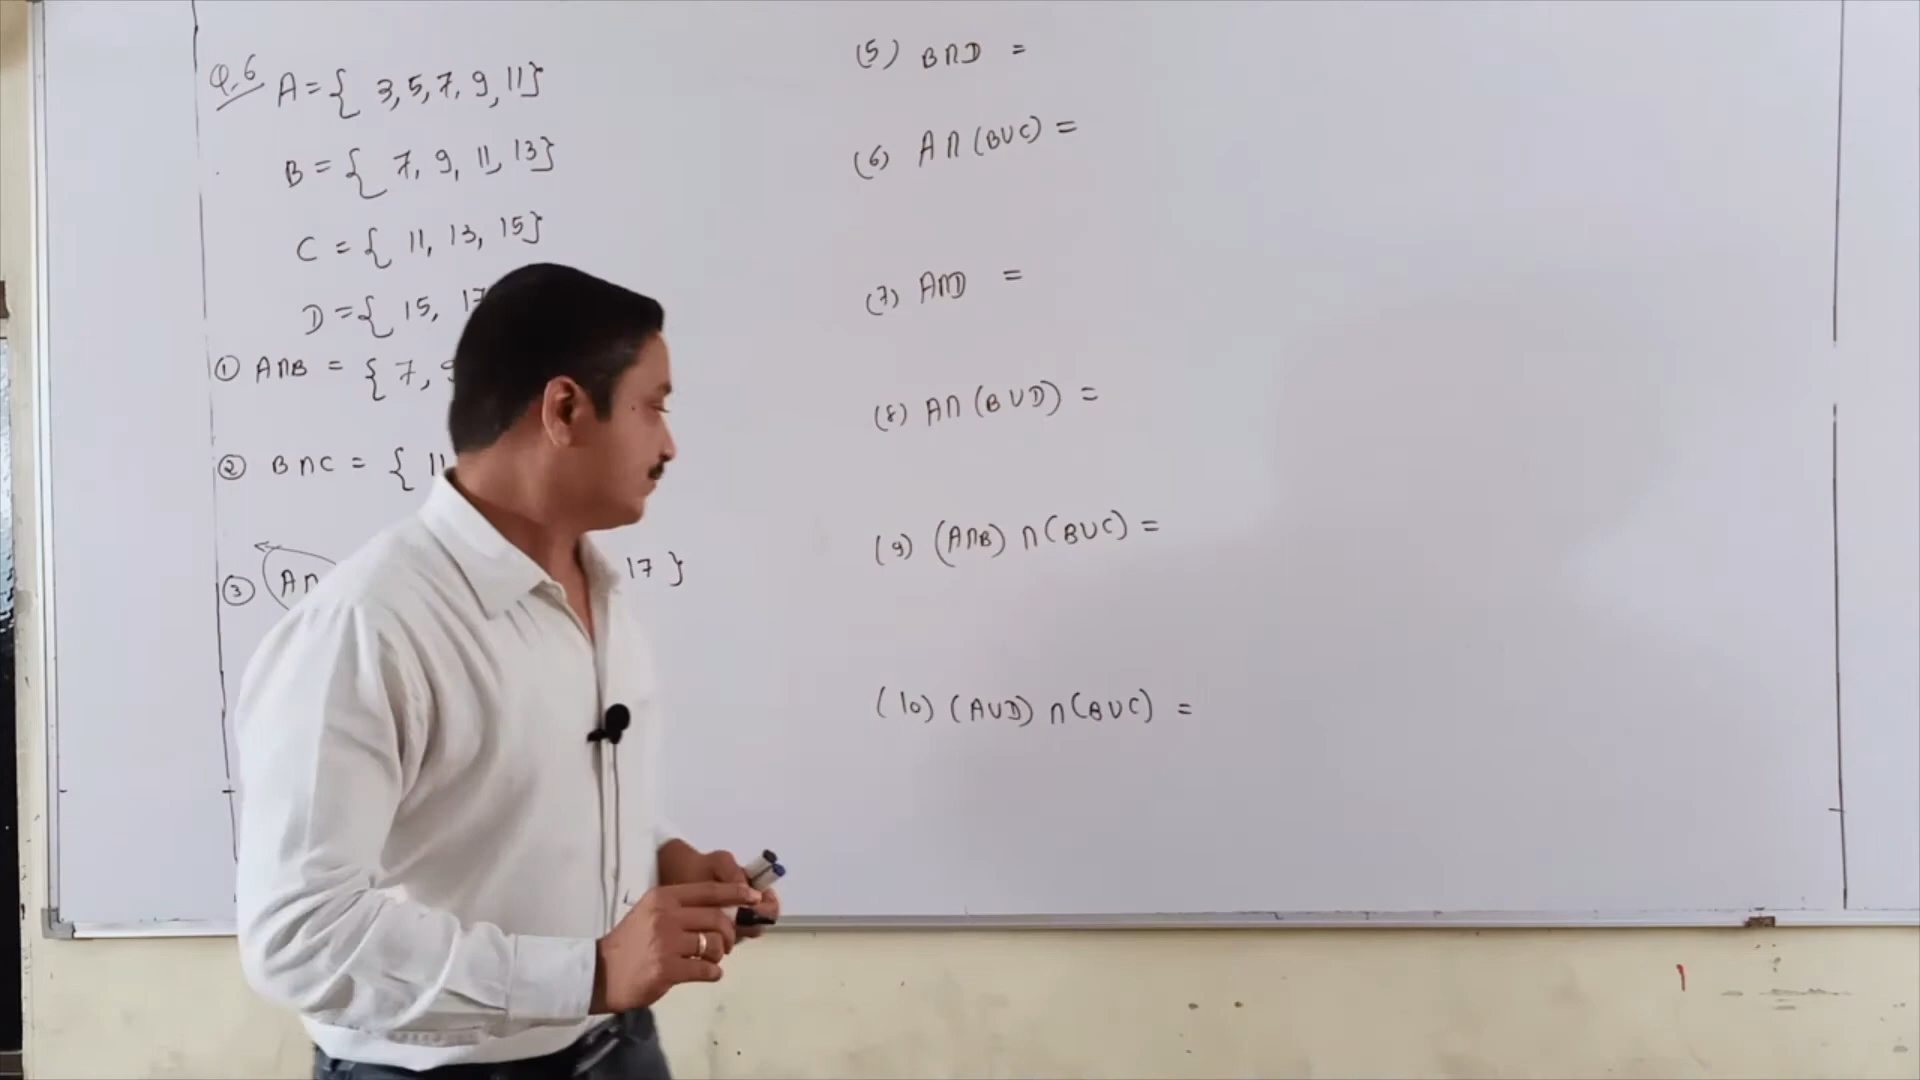 Q.6 A = { 3, 5, 7, 9, 11}
B = { 7, 9, 11, 13}
C = { 11, 13, 15}
D = { 15, 17
① A∩B = { 7, 9
② B∩C = { 11
③ (A∩ 17 }
(5) B∩D =
(6) A∩(B∪C) =
(7) A∩D =
(8) A∩(B∪D) =
(9) (A∩B) ∩(B∪C) =
(10) (A∪D) ∩(B∪C) =